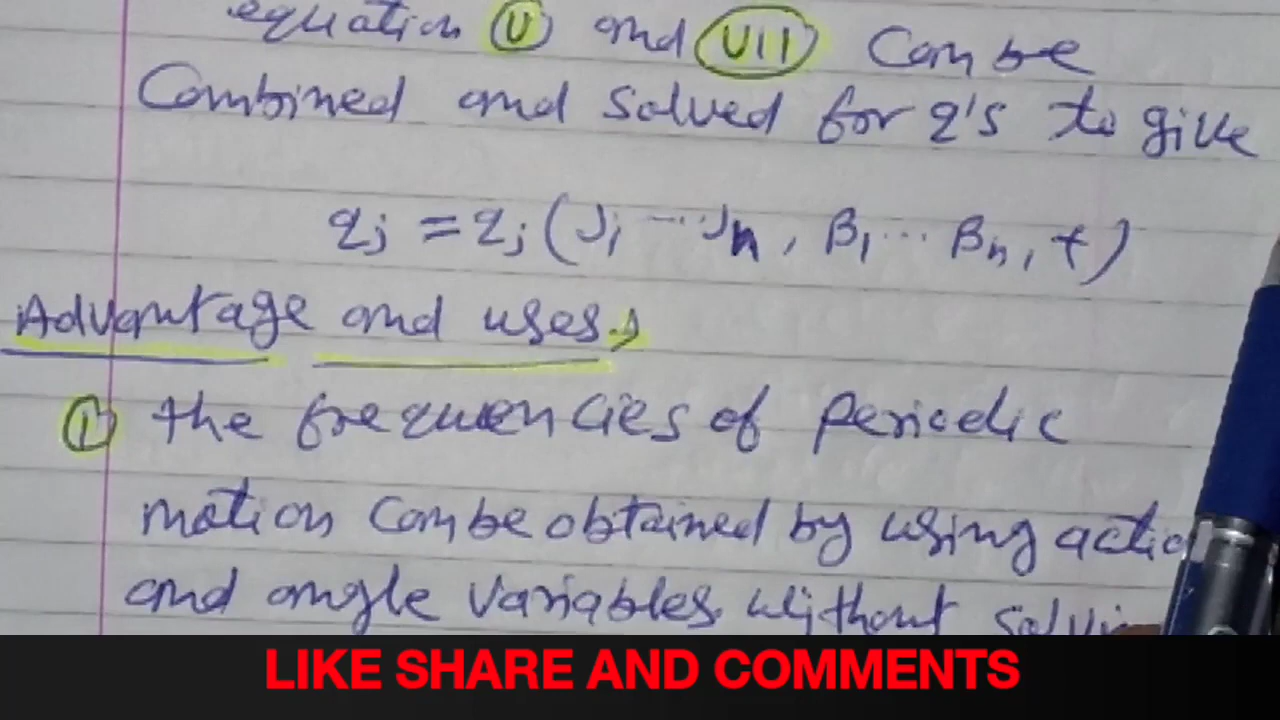 equation (V) and (VII) Can be
Combined and solved for q's to give
qj = qj (J1 ... Jn, β1 ... βn, t)
Advantage and uses,
(1) the frequencies of Periodic
motion can be obtained by using actio
and angle variables without solvin
LIKE SHARE AND COMMENTS